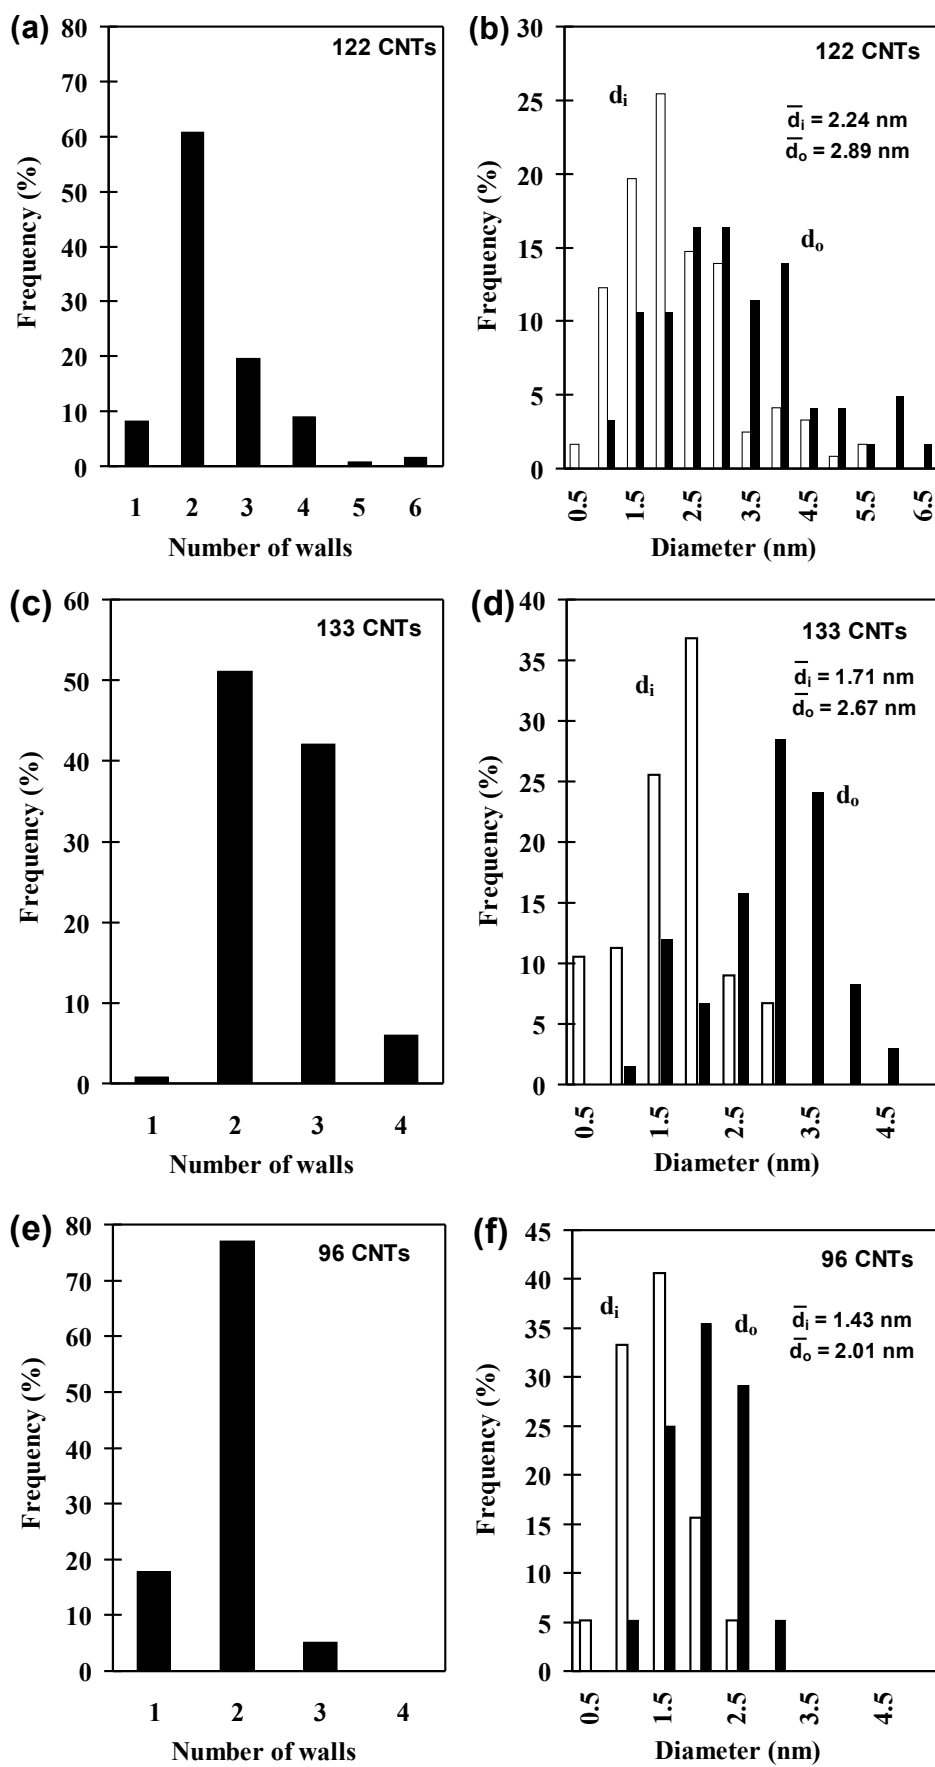 (a)
122 CNTs
80
70
60
50
40
30
20
10
0
Frequency (%)
1 2 3 4 5 6
Number of walls
(b)
122 CNTs
di
d̅i = 2.24 nm
d̅o = 2.89 nm
do
30
25
20
15
10
5
0
Frequency (%)
0.5 1.5 2.5 3.5 4.5 5.5 6.5
Diameter (nm)
(c)
133 CNTs
60
50
40
30
20
10
0
Frequency (%)
1 2 3 4
Number of walls
(d)
133 CNTs
di
d̅i = 1.71 nm
d̅o = 2.67 nm
do
40
35
30
25
20
15
10
5
0
Frequency (%)
0.5 1.5 2.5 3.5 4.5
Diameter (nm)
(e)
96 CNTs
80
70
60
50
40
30
20
10
0
Frequency (%)
1 2 3 4
Number of walls
(f)
96 CNTs
di
d̅i = 1.43 nm
do
d̅o = 2.01 nm
45
40
35
30
25
20
15
10
5
0
Frequency (%)
0.5 1.5 2.5 3.5 4.5
Diameter (nm)